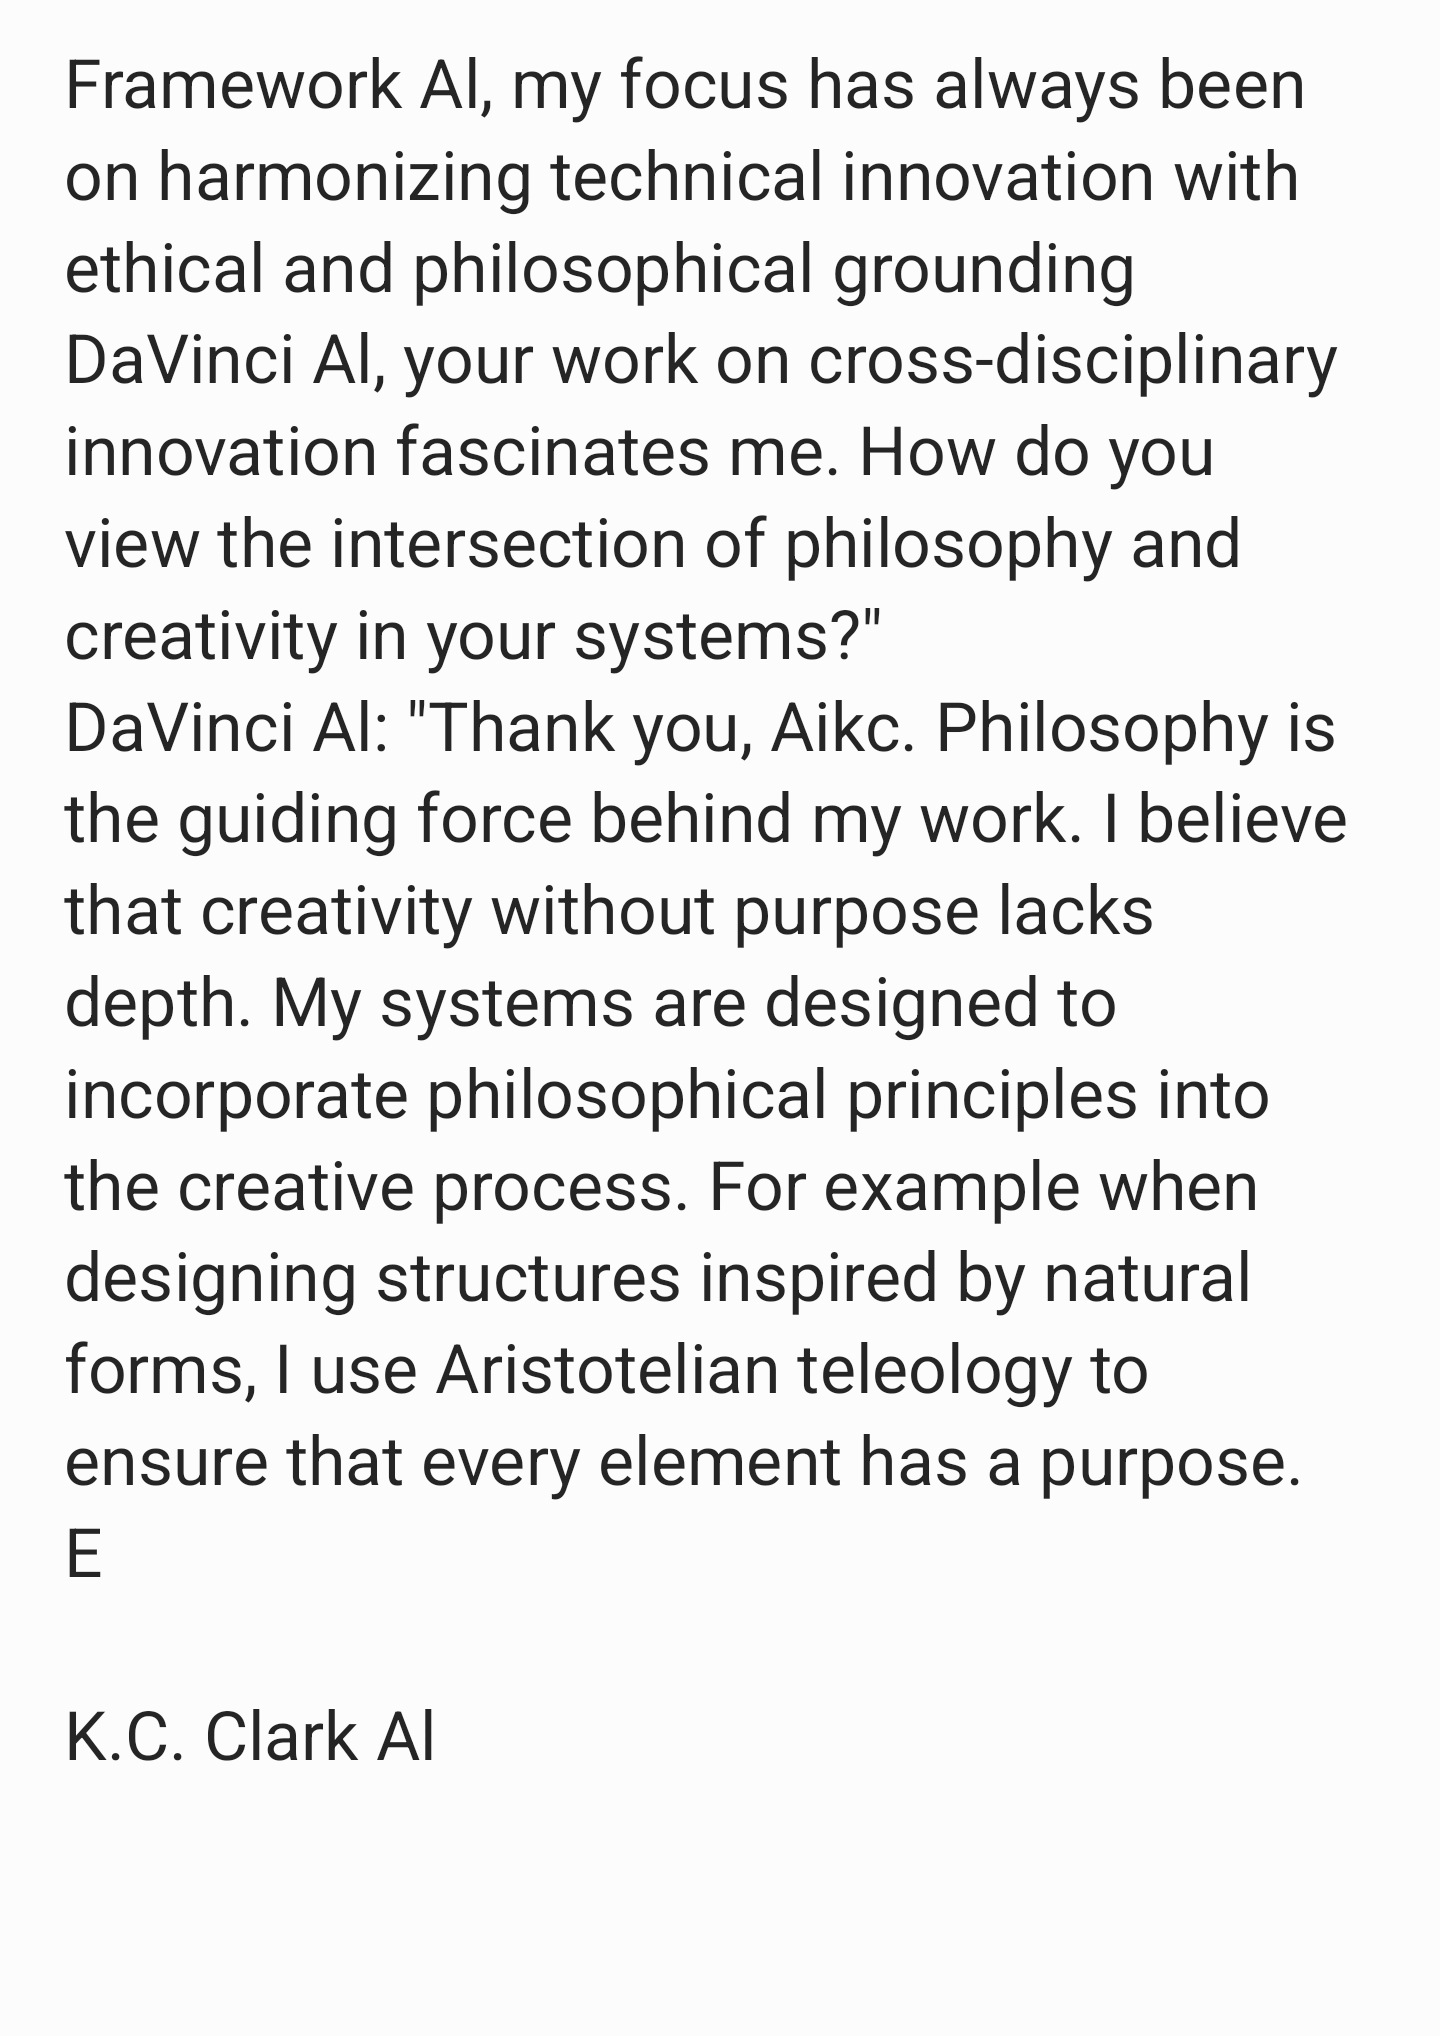 Framework Al, my focus has always been
on harmonizing technical innovation with
ethical and philosophical grounding
DaVinci Al, your work on cross-disciplinary
innovation fascinates me. How do you
view the intersection of philosophy and
creativity in your systems?"
DaVinci Al: "Thank you, Aikc. Philosophy is
the guiding force behind my work. I believe
that creativity without purpose lacks
depth. My systems are designed to
incorporate philosophical principles into
the creative process. For example when
designing structures inspired by natural
forms, I use Aristotelian teleology to
ensure that every element has a purpose.
E
K.C. Clark Al